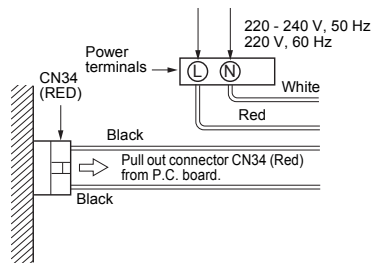 220 - 240 V, 50 Hz
220 V, 60 Hz
Power
terminals
L N
CN34
(RED)
White
Red
Black
Pull out connector CN34 (Red)
from P.C. board.
Black